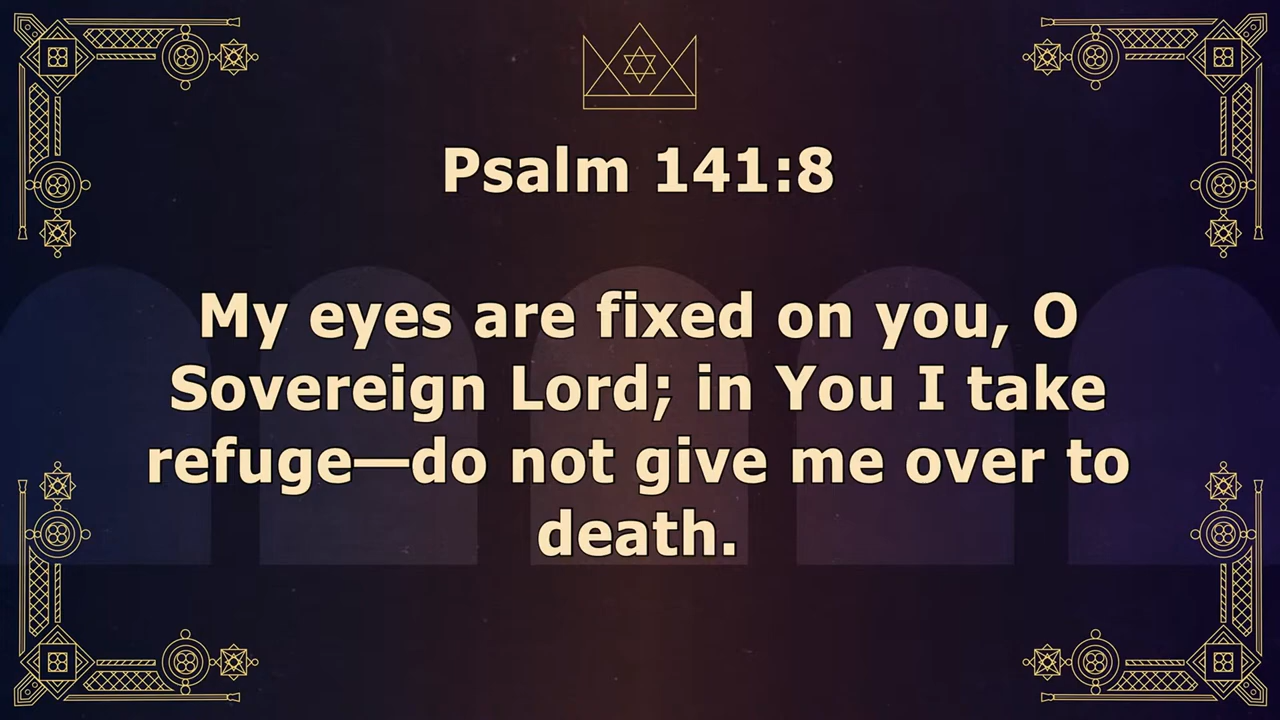 Psalm 141:8
My eyes are fixed on you, O
Sovereign Lord; in You I take
refuge—do not give me over to
death.